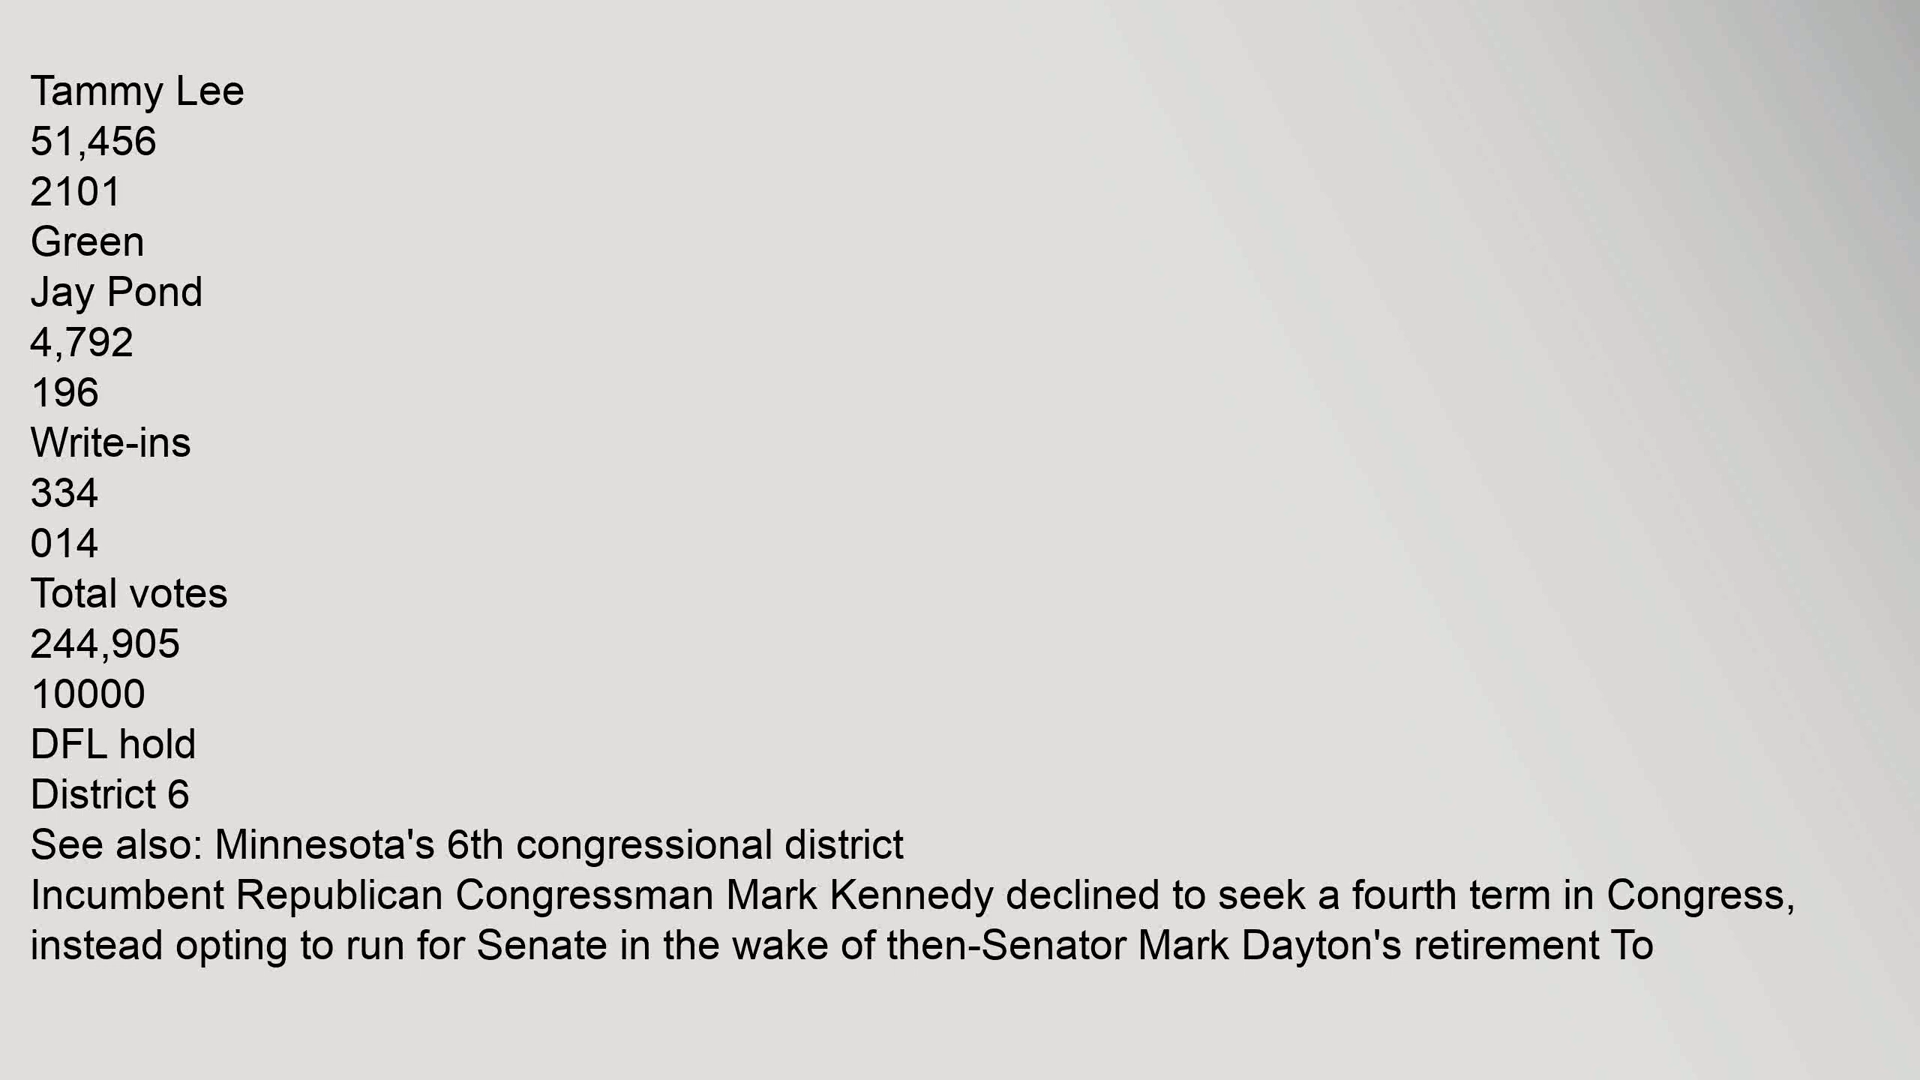 Tammy Lee
51,456
2101
Green
Jay Pond
4,792
196
Write-ins
334
014
Total votes
244,905
10000
DFL hold
District 6
See also: Minnesota's 6th congressional district
Incumbent Republican Congressman Mark Kennedy declined to seek a fourth term in Congress,
instead opting to run for Senate in the wake of then-Senator Mark Dayton's retirement To